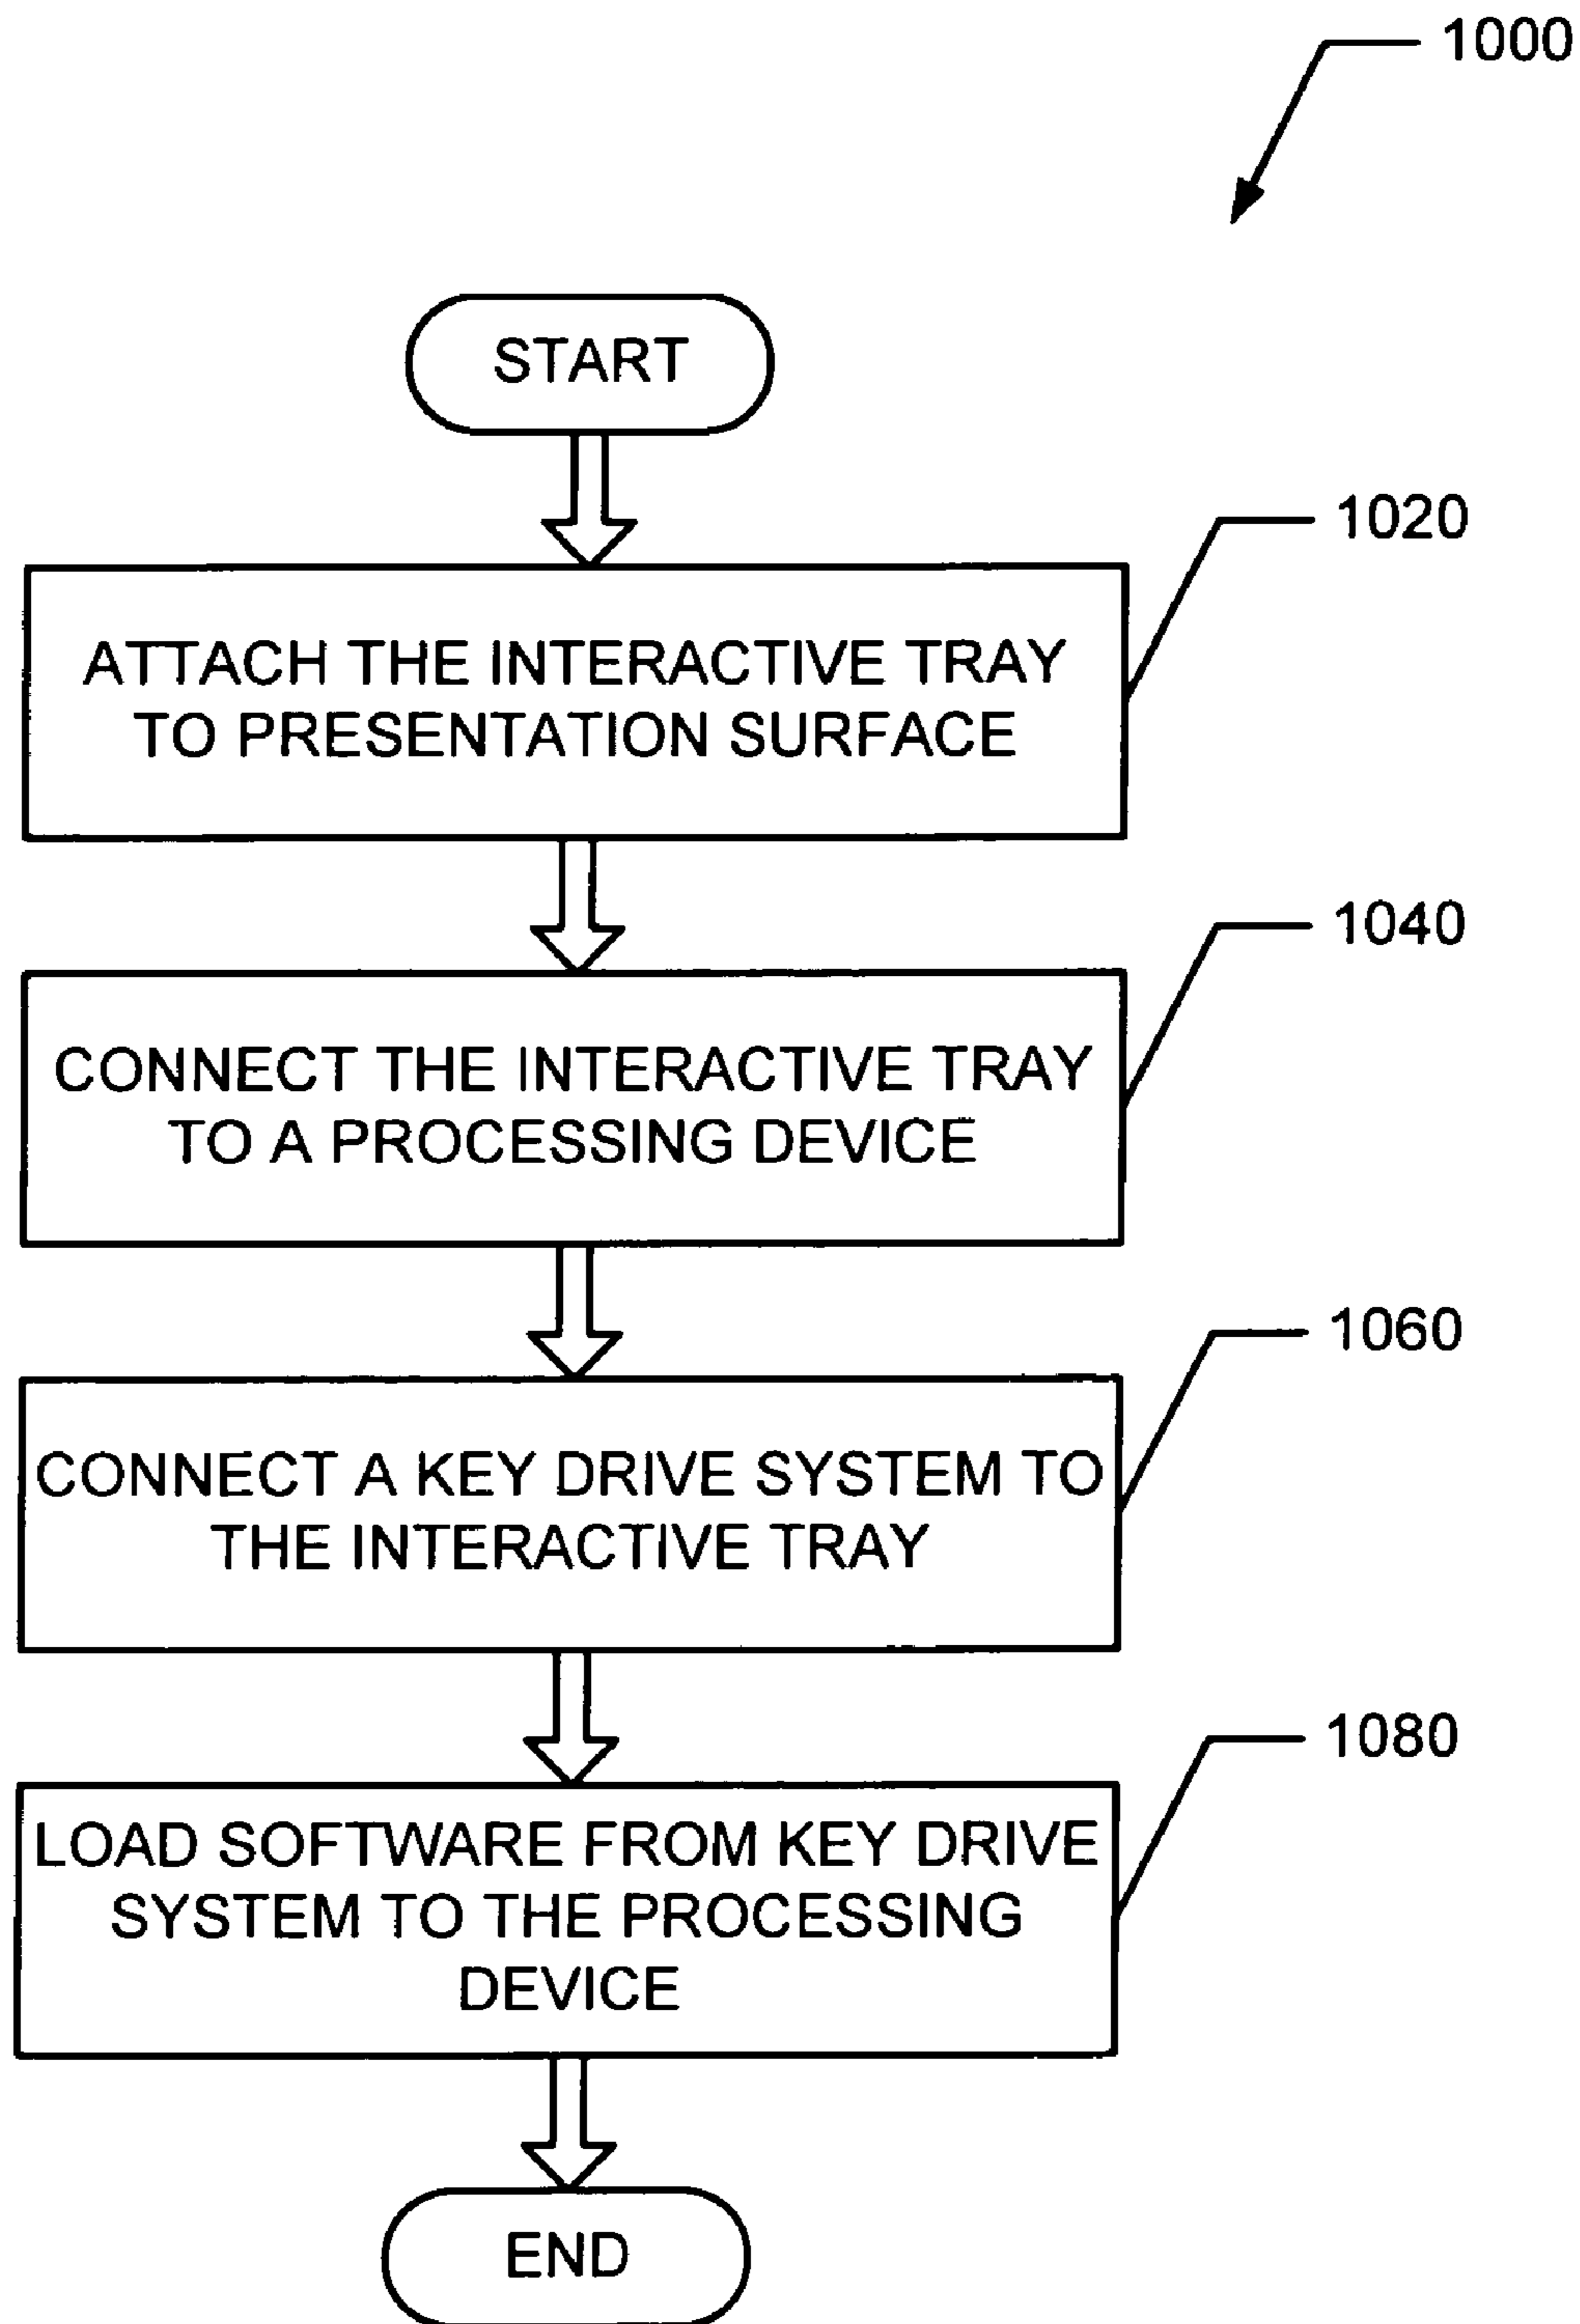 1000
START
1020
ATTACH THE INTERACTIVE TRAY
TO PRESENTATION SURFACE
1040
CONNECT THE INTERACTIVE TRAY
TO A PROCESSING DEVICE
1060
CONNECT A KEY DRIVE SYSTEM TO
THE INTERACTIVE TRAY
1080
LOAD SOFTWARE FROM KEY DRIVE
SYSTEM TO THE PROCESSING
DEVICE
END